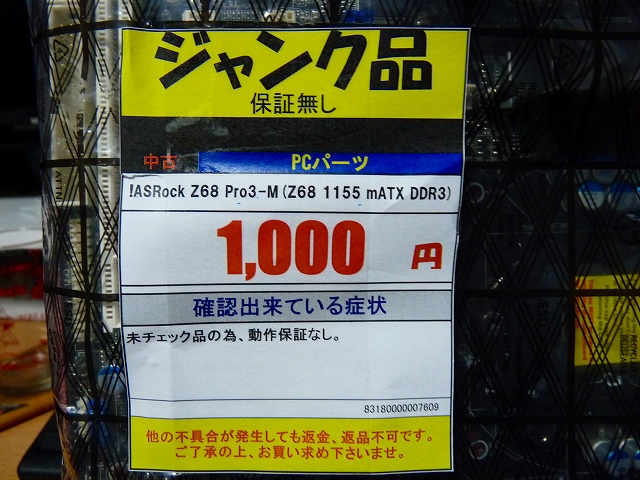 ジャンク品
保証無し
中古 PCパーツ
!ASRock Z68 Pro3-M(Z68 1155 mATX DDR3)
1,000 円
確認出来ている症状
未チェック品の為、動作保証なし。
83180000007609
他の不具合が発生しても返金、返品不可です。
ご了承の上、お買い求め下さいませ。